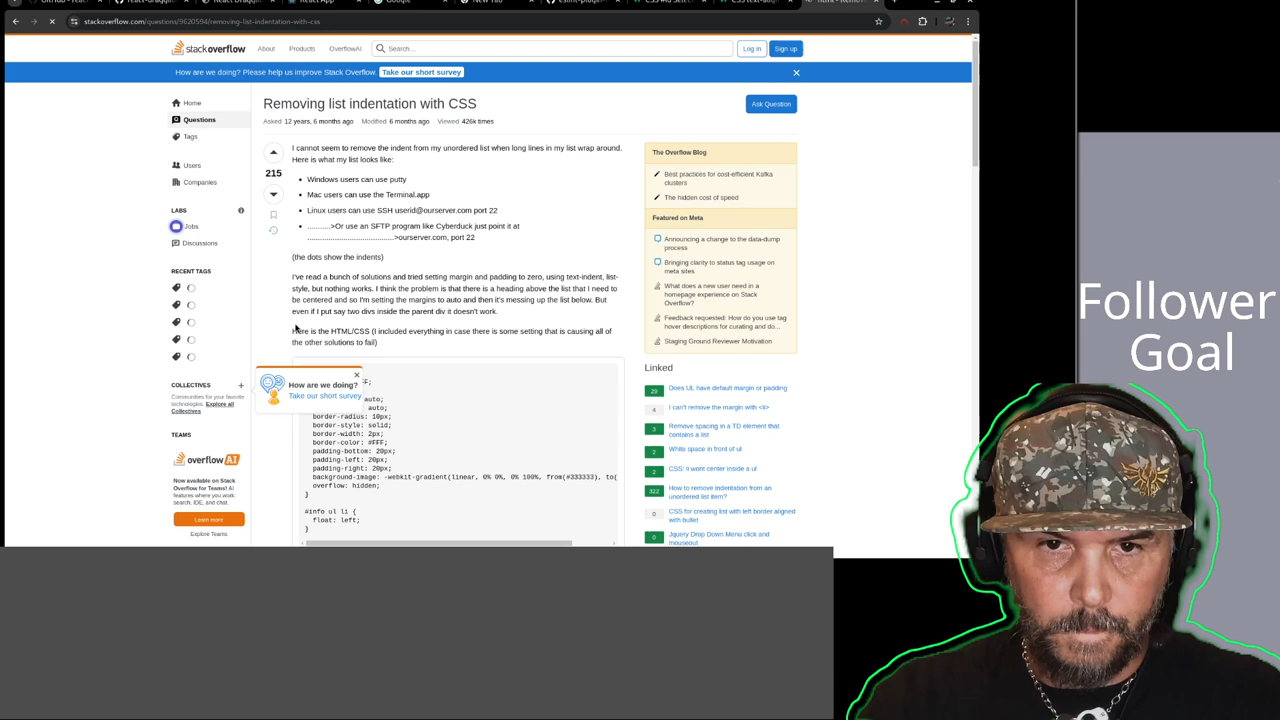 stackoverflow.com/questions/9620594/removing-list-indentation-with-css
stackoverflow
About
Products
OverflowAI
Search...
Log in
Sign up
How are we doing? Please help us improve Stack Overflow. Take our short survey
Home
Questions
Tags
Users
Companies
LABS
Jobs
Discussions
RECENT TAGS
COLLECTIVES
Communities for your favorite
technologies. Explore all
Collectives
TEAMS
overflow AI
Now available on Stack
Overflow for Teams! AI
features where you work:
search, IDE, and chat.
Learn more
Explore Teams
Removing list indentation with CSS
Ask Question
Asked 12 years, 6 months ago
Modified 6 months ago
Viewed 426k times
215
I cannot seem to remove the indent from my unordered list when long lines in my list wrap around.
Here is what my list looks like:
Windows users can use putty
Mac users can use the Terminal.app
Linux users can use SSH userid@ourserver.com port 22
...........>Or use an SFTP program like Cyberduck just point it at
.........................................>ourserver.com, port 22
(the dots show the indents)
I've read a bunch of solutions and tried setting margin and padding to zero, using text-indent, list-
style, but nothing works. I think the problem is that there is a heading above the list that I need to
be centered and so I'm setting the margins to auto and then it's messing up the list below. But
even if I put say two divs inside the parent div it doesn't work.
Here is the HTML/CSS (I included everything in case there is some setting that is causing all of
the other solutions to fail)
How are we doing?
Take our short survey
F;
auto;
auto;
border-radius: 10px;
border-style: solid;
border-width: 2px;
border-color: #FFF;
padding-bottom: 20px;
padding-left: 20px;
padding-right: 20px;
background-image: -webkit-gradient(linear, 0% 0%, 0% 100%, from(#333333), to(
overflow: hidden;
}
#info ul li {
float: left;
}
The Overflow Blog
Best practices for cost-efficient Kafka
clusters
The hidden cost of speed
Featured on Meta
Announcing a change to the data-dump
process
Bringing clarity to status tag usage on
meta sites
What does a new user need in a
homepage experience on Stack
Overflow?
Feedback requested: How do you use tag
hover descriptions for curating and do...
Staging Ground Reviewer Motivation
Linked
29 Does UL have default margin or padding
4 I can't remove the margin with <li>
3 Remove spacing in a TD element that
contains a list
2 White space in front of ul
2 CSS: li wont center inside a ul
322 How to remove indentation from an
unordered list item?
0 CSS for creating list with left border aligned
with bullet
0 Jquery Drop Down Menu click and
mouseout
Follower
Goal